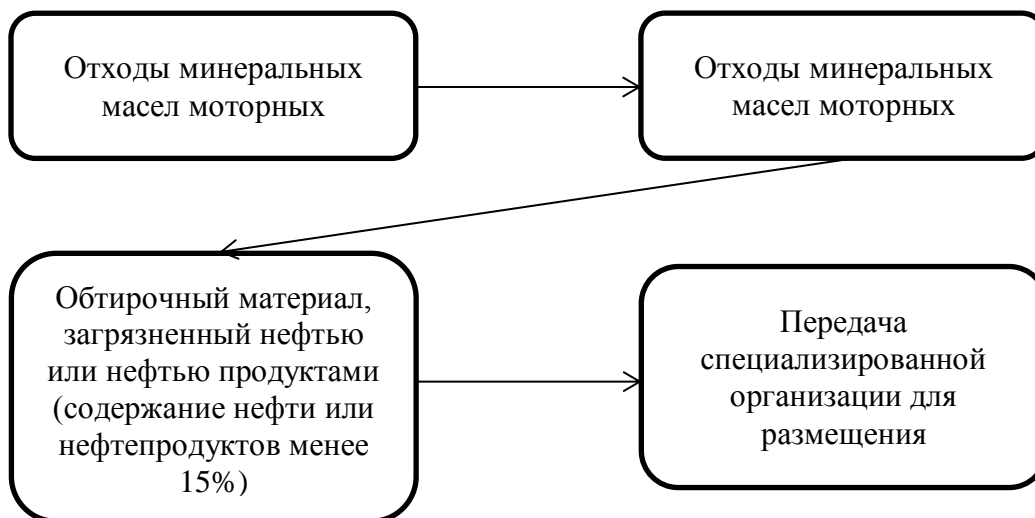 Отходы минеральных
масел моторных
Отходы минеральных
масел моторных
Обтирочный материал,
загрязненный нефтью
или нефтью продуктами
(содержание нефти или
нефтепродуктов менее
15%)
Передача
специализированной
организации для
размещения